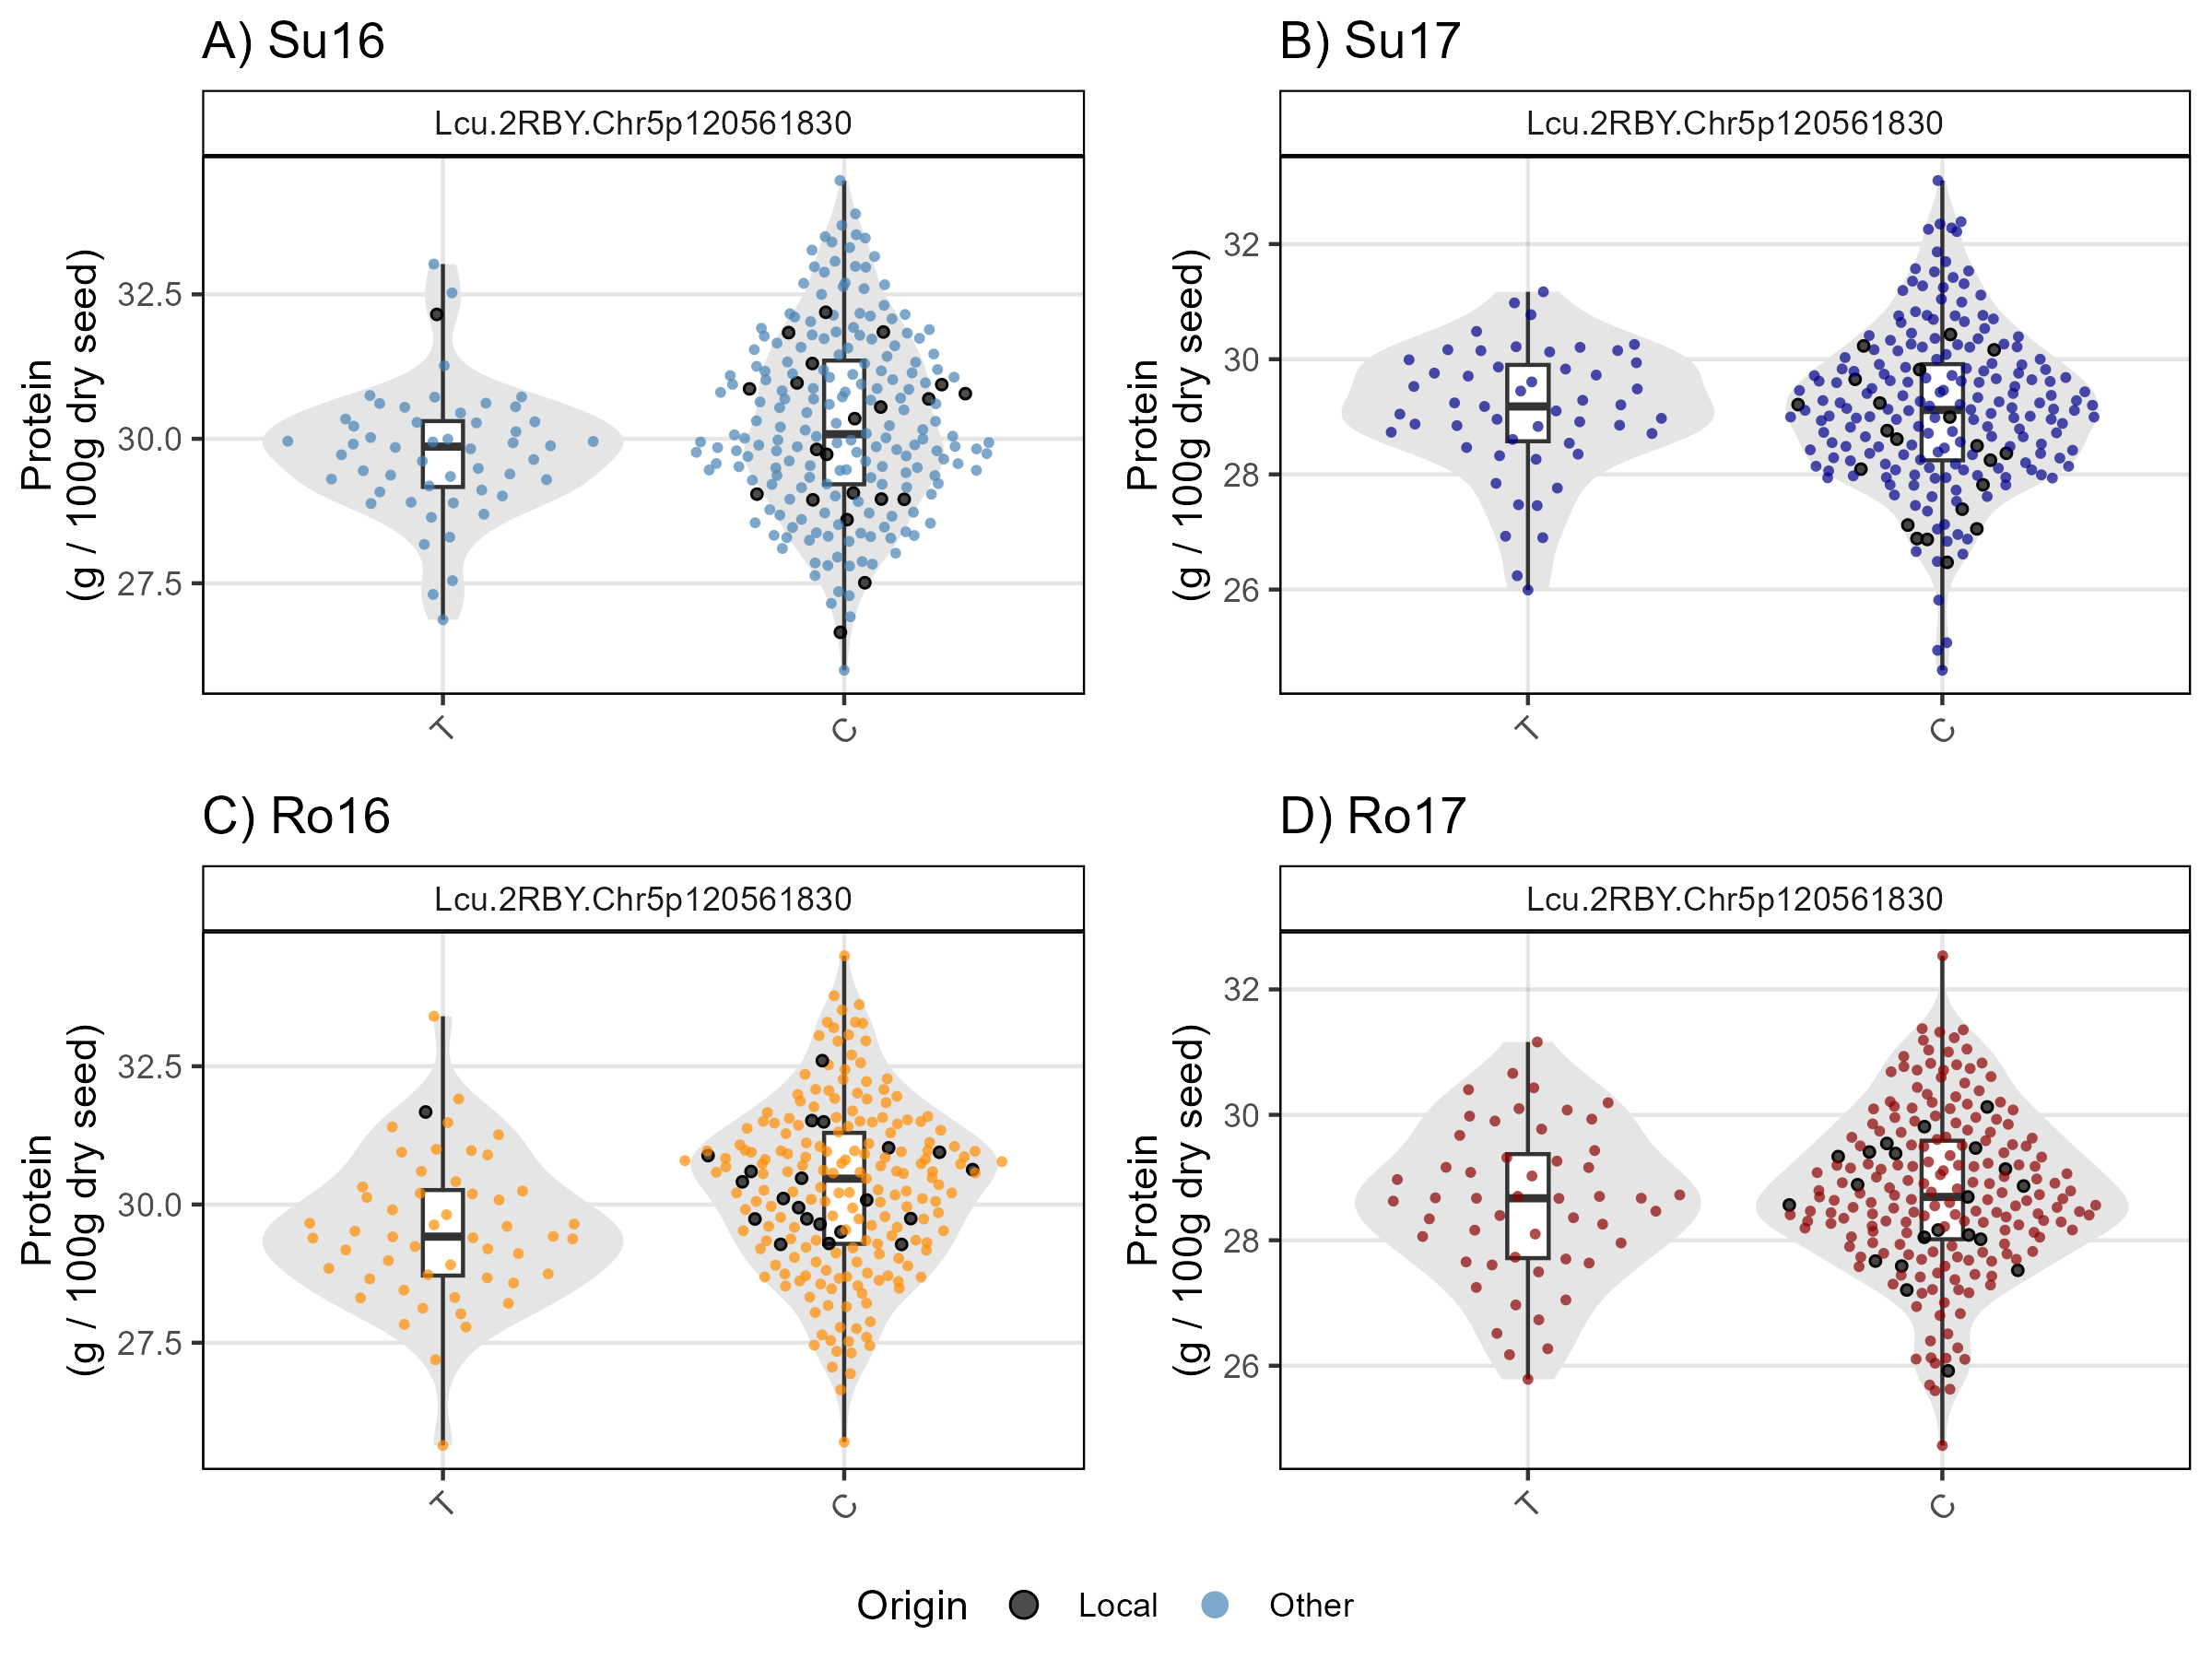 A) Su16
Lcu.2RBY.Chr5p120561830
Protein
(g / 100g dry seed)
32.5
30.0
27.5
T
C
B) Su17
Lcu.2RBY.Chr5p120561830
Protein
(g / 100g dry seed)
32
30
28
26
T
C
C) Ro16
Lcu.2RBY.Chr5p120561830
Protein
(g / 100g dry seed)
32.5
30.0
27.5
T
C
D) Ro17
Lcu.2RBY.Chr5p120561830
Protein
(g / 100g dry seed)
32
30
28
26
T
C
Origin Local Other